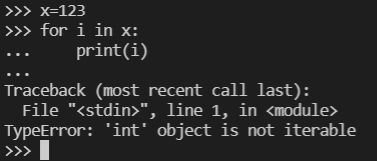 >>> x=123
>>> for i in x:
...     print(i)
...
Traceback (most recent call last):
  File "<stdin>", line 1, in <module>
TypeError: 'int' object is not iterable
>>>